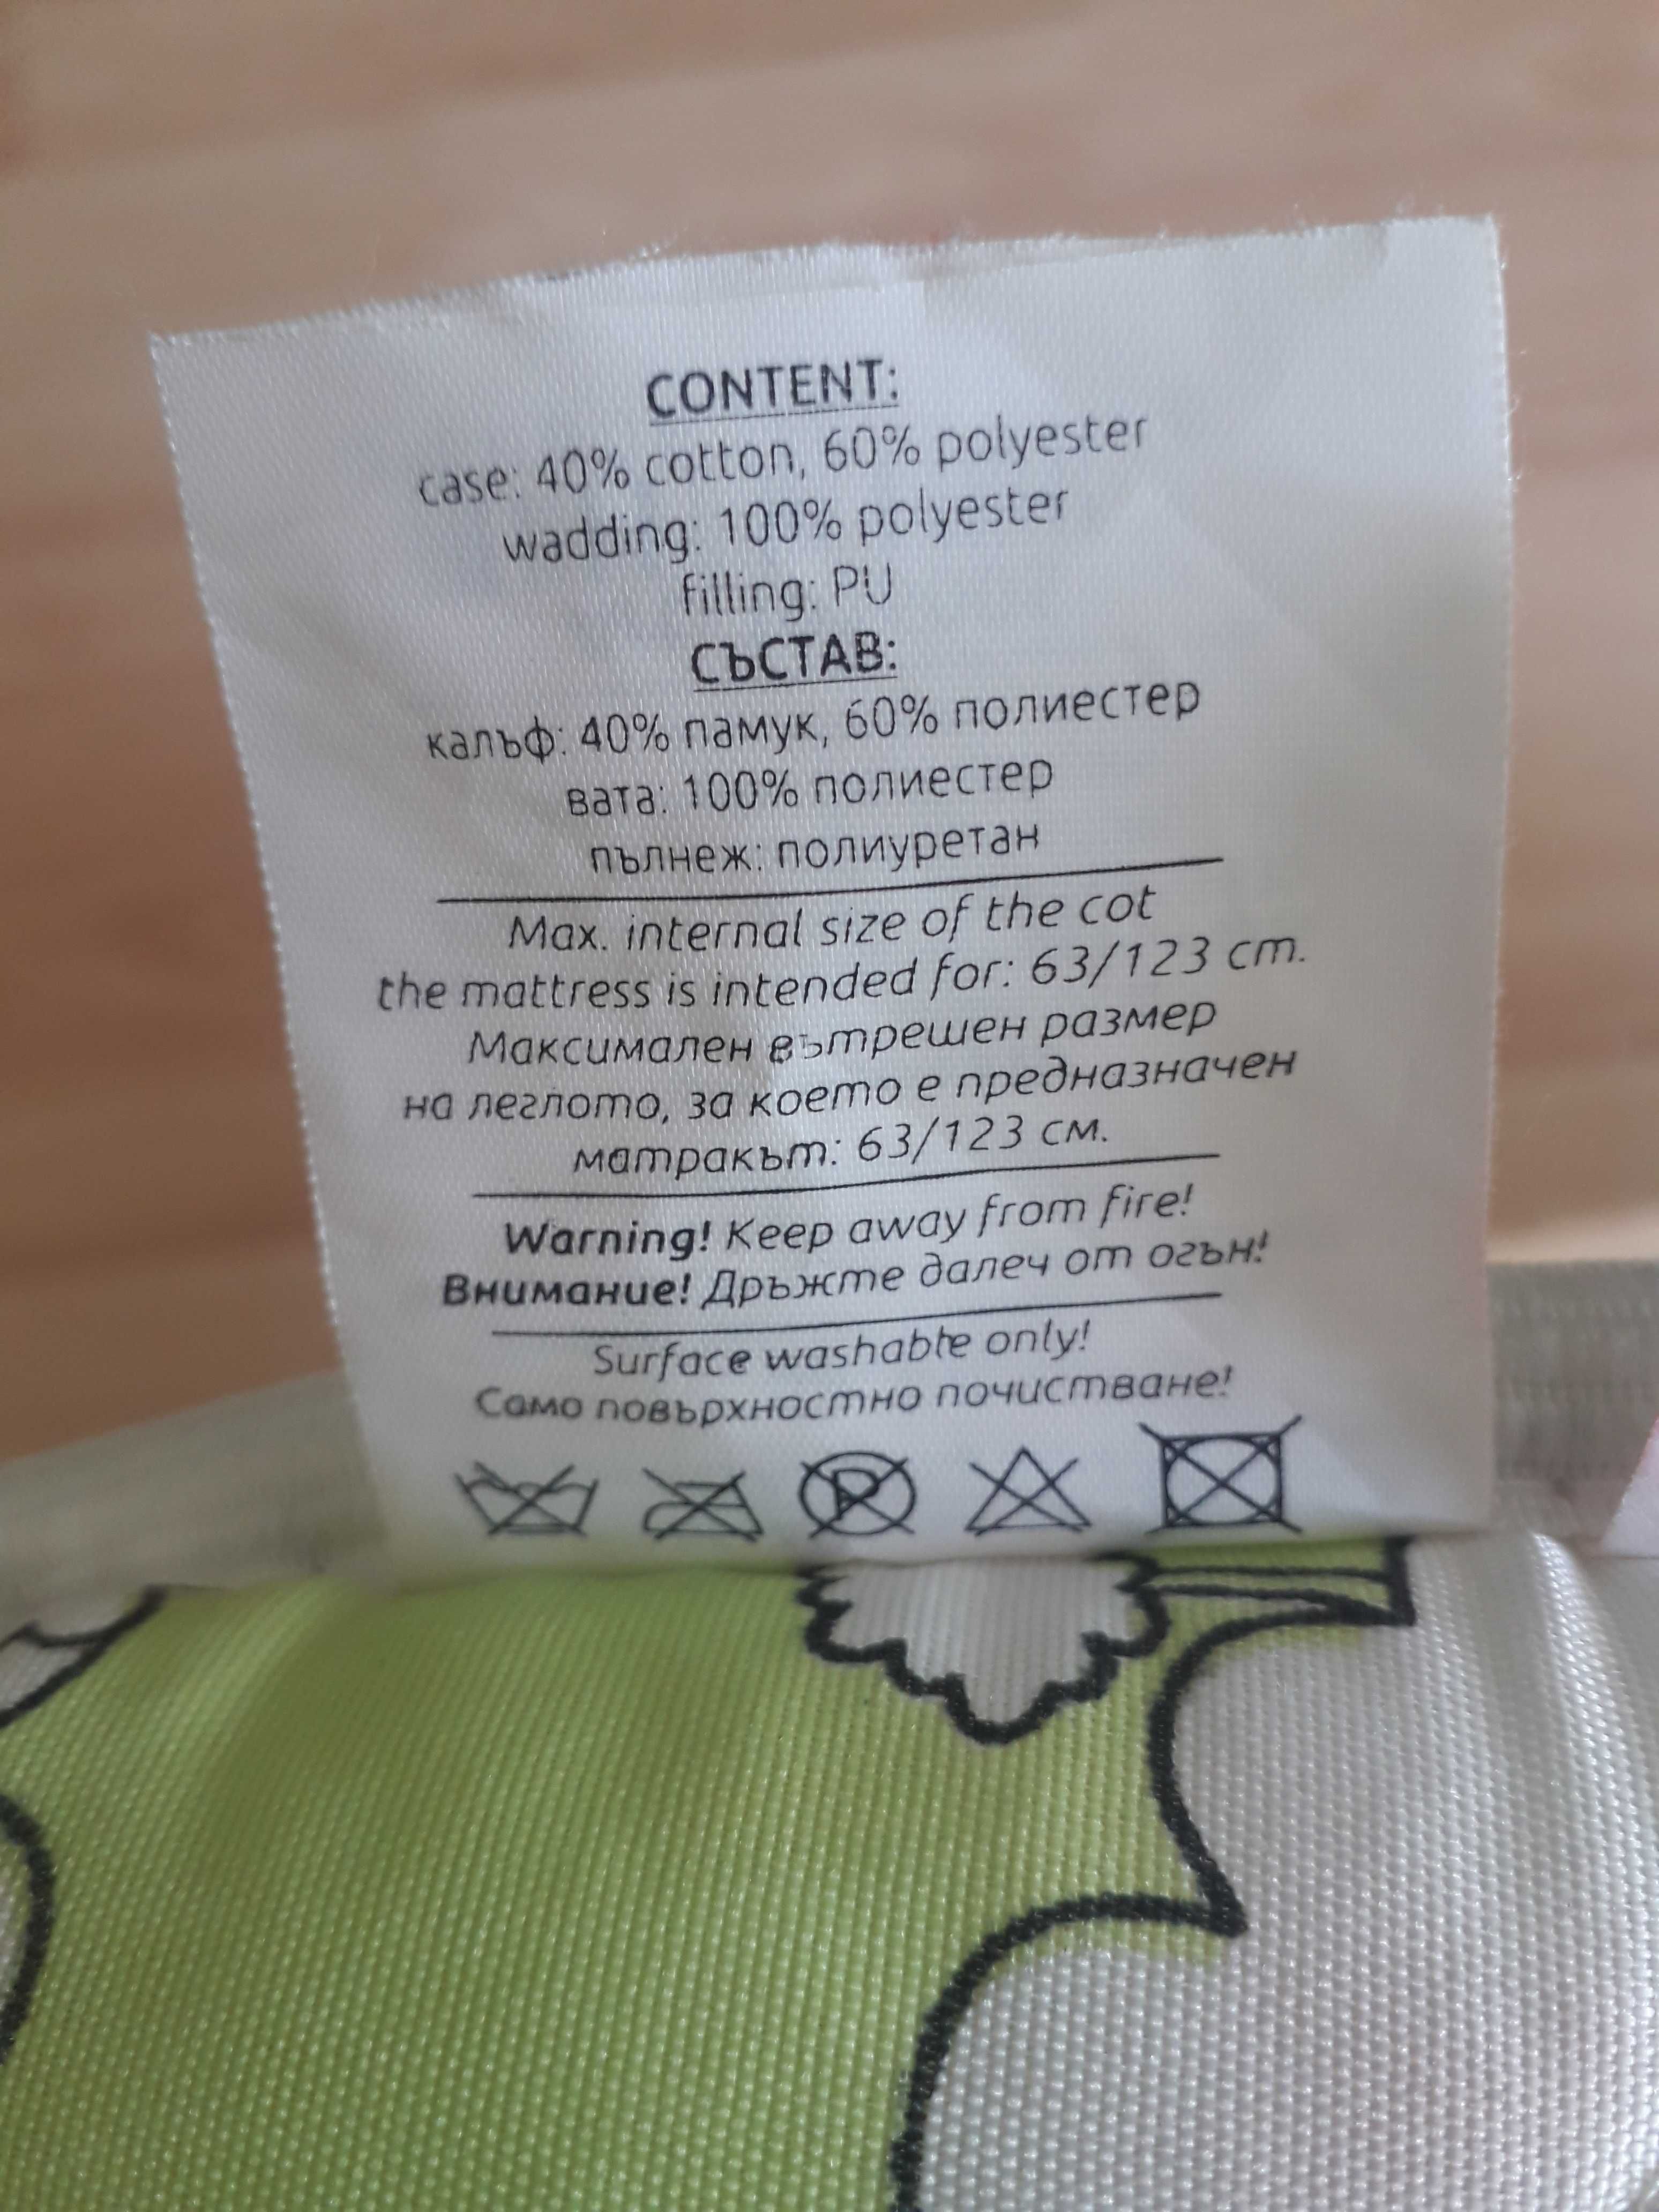 CONTENT:
case: 40% cotton, 60% polyester
wadding: 100% polyester
filling: PU
СЪСТАВ:
калъф: 40% памук, 60% полиестер
вата: 100% полиестер
пълнеж: полиуретан
Max. internal size of the cot
the mattress is intended for: 63/123 cm.
Максимален вътрешен размер
на леглото, за което е предназначен
матракът: 63/123 см.
Warning! Keep away from fire!
Внимание! Дръжте далеч от огън!
Surface washable only!
Само повърхностно почистване!
P